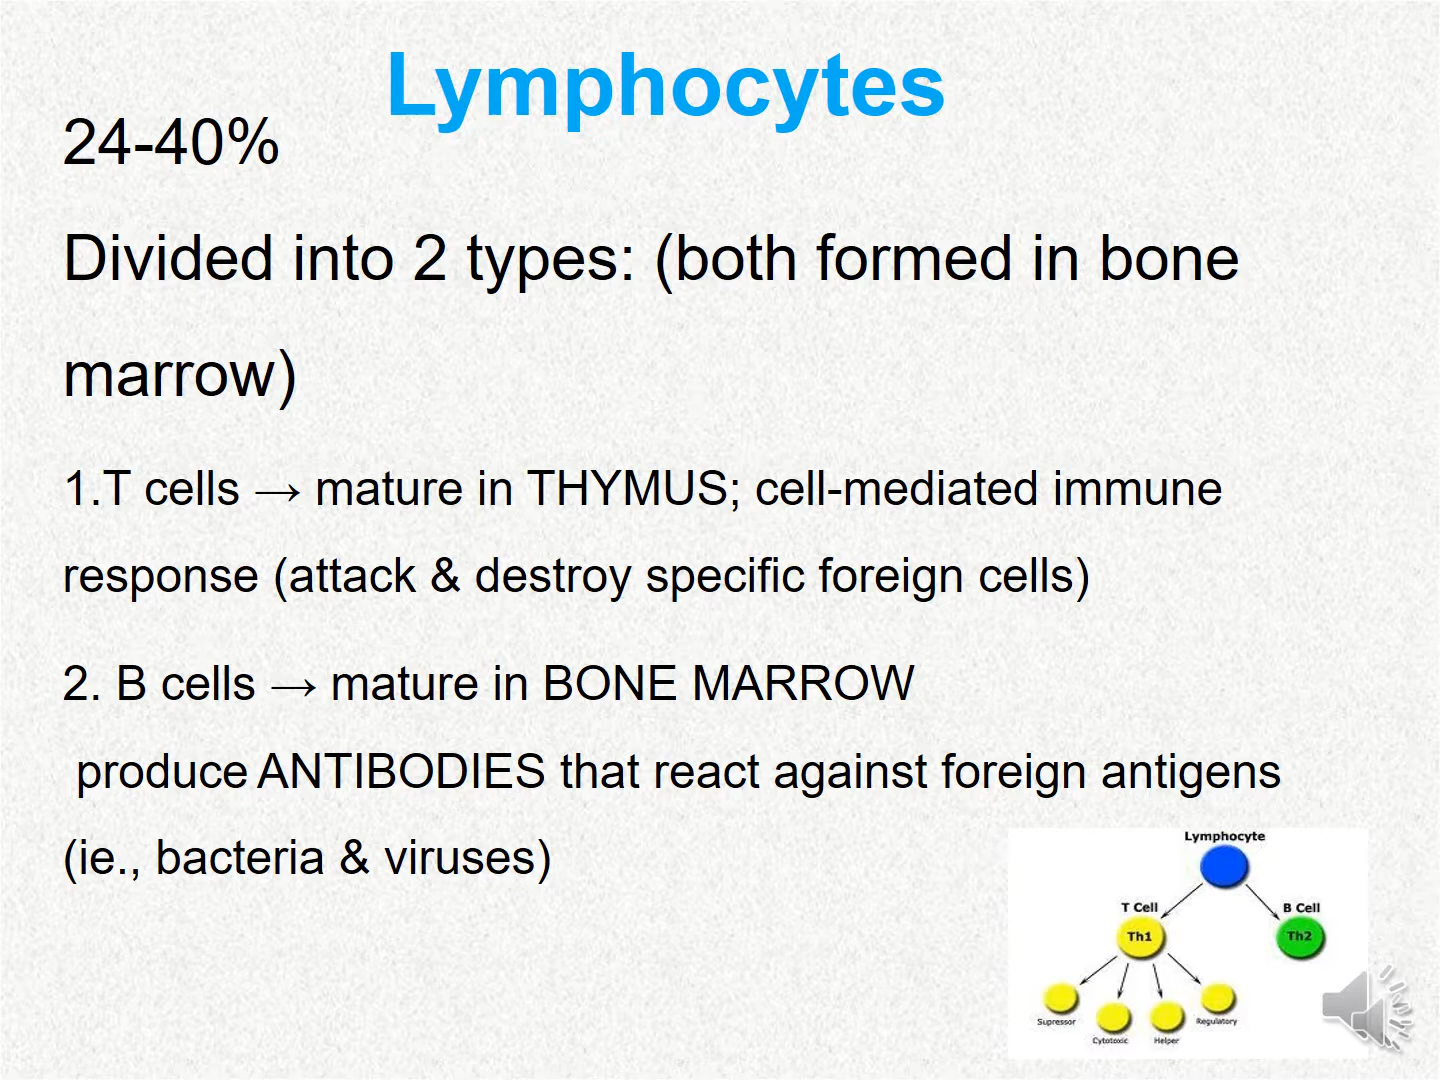 Lymphocytes
24-40%
Divided into 2 types: (both formed in bone
marrow)
1.T cells → mature in THYMUS; cell-mediated immune
response (attack & destroy specific foreign cells)
2. B cells → mature in BONE MARROW
produce ANTIBODIES that react against foreign antigens
(ie., bacteria & viruses)
Lymphocyte
T Cell
B Cell
Th1
Th2
Supressor
Cytotoxic
Helper
Regulatory